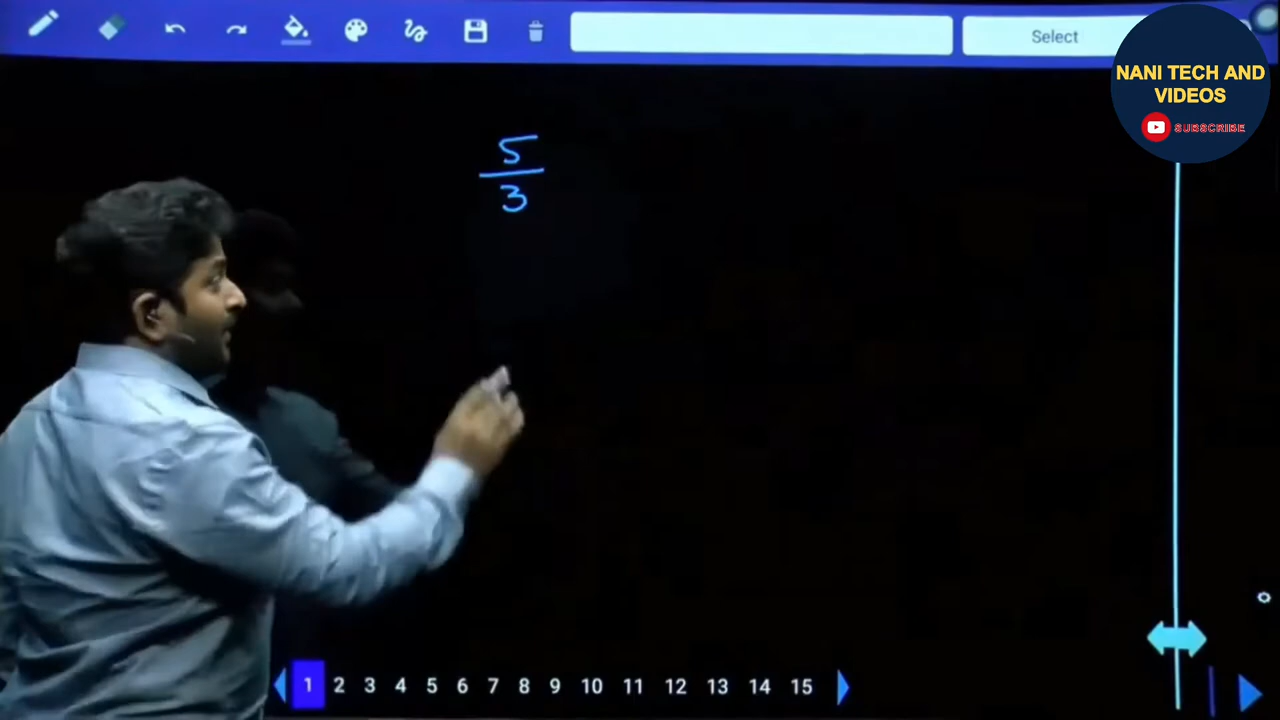 Select
NANI TECH AND
VIDEOS
SUBSCRIBE
5
3
1 2 3 4 5 6 7 8 9 10 11 12 13 14 15